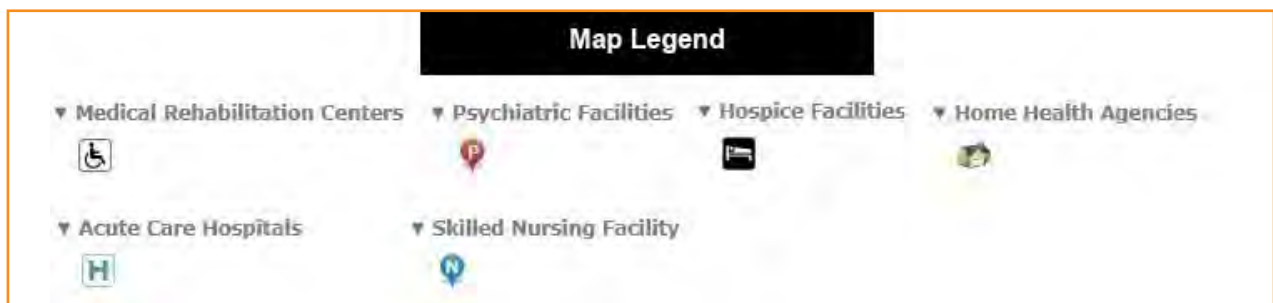 Map Legend
▼ Medical Rehabilitation Centers ▼ Psychiatric Facilities ▼ Hospice Facilities ▼ Home Health Agencies
P
▼ Acute Care Hospitals ▼ Skilled Nursing Facility
H N